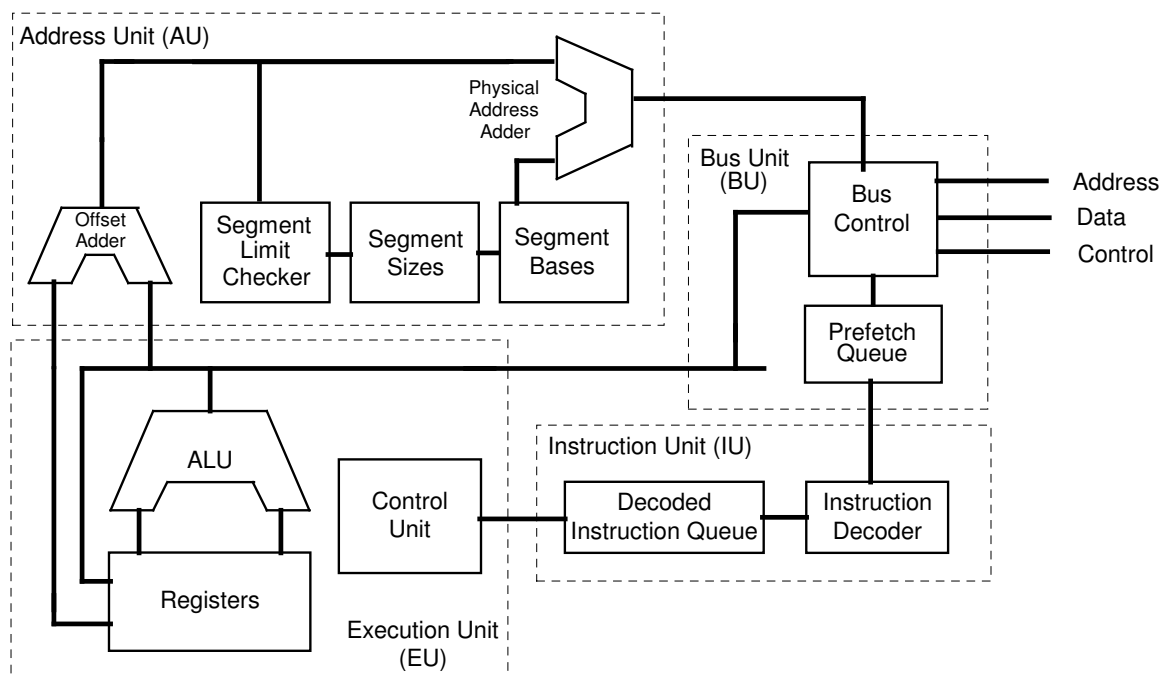 Address Unit (AU)
Physical
Address
Adder
Offset
Adder
Segment
Limit
Checker
Segment
Sizes
Segment
Bases
Bus Unit
(BU)
Bus
Control
Address
Data
Control
Prefetch
Queue
ALU
Registers
Control
Unit
Execution Unit
(EU)
Instruction Unit (IU)
Decoded
Instruction Queue
Instruction
Decoder